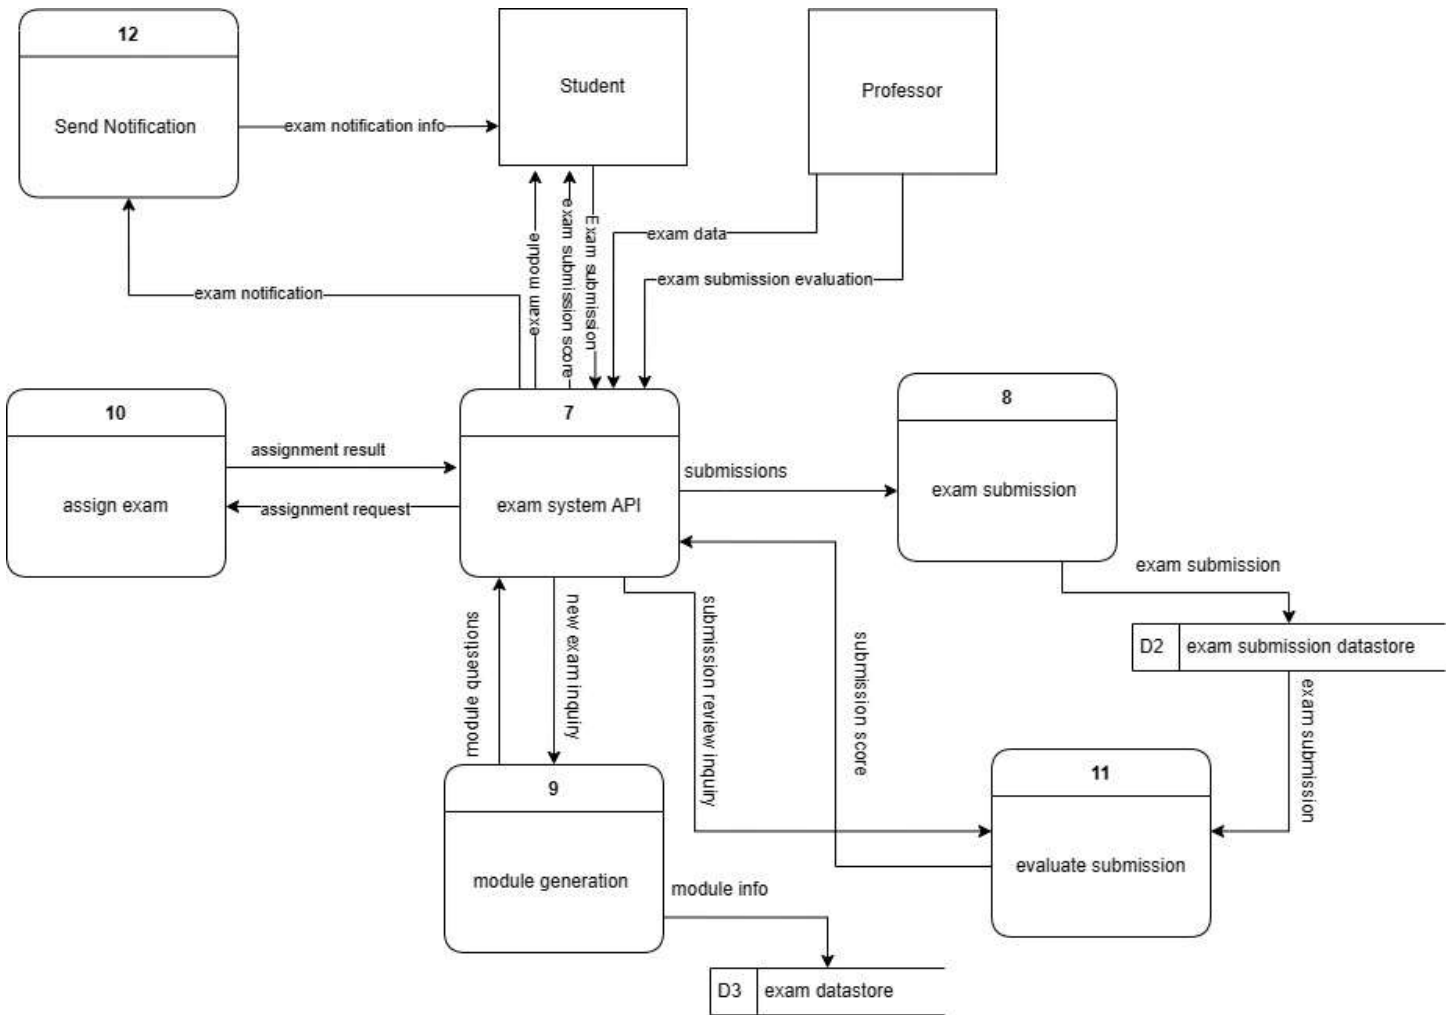 12
Send Notification
exam notification info
Student
Professor
exam module
exam submission score
Exam submission
exam data
exam submission evaluation
exam notification
10
assign exam
assignment result
assignment request
7
exam system API
submissions
8
exam submission
exam submission
D2 exam submission datastore
exam submission
module questions
new exam inquiry
submission review inquiry
submission score
9
module generation
module info
11
evaluate submission
D3 exam datastore